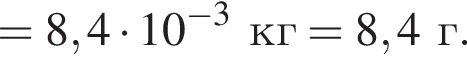 = 8,4 · 10⁻³ кг = 8,4 г.